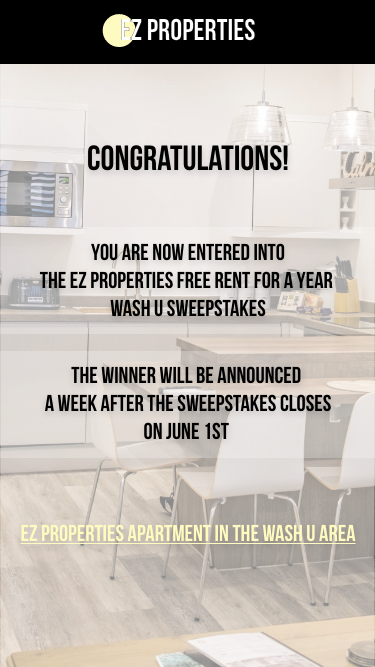 EZ PROPERTIES
CONGRATULATIONS!
YOU ARE NOW ENTERED INTO
THE EZ PROPERTIES FREE RENT FOR A YEAR
WASH U SWEEPSTAKES
THE WINNER WILL BE ANNOUNCED
A WEEK AFTER THE SWEEPSTAKES CLOSES
ON JUNE 1ST
EZ PROPERTIES APARTMENT IN THE WASH U AREA